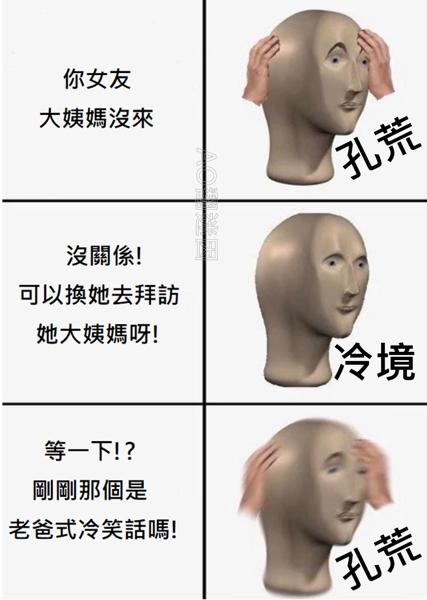 你女友
大姨媽沒來
孔荒
沒關係!
可以換她去拜訪
她大姨媽呀!
冷境
等一下!?
剛剛那個是
老爸式冷笑話嗎!
孔荒